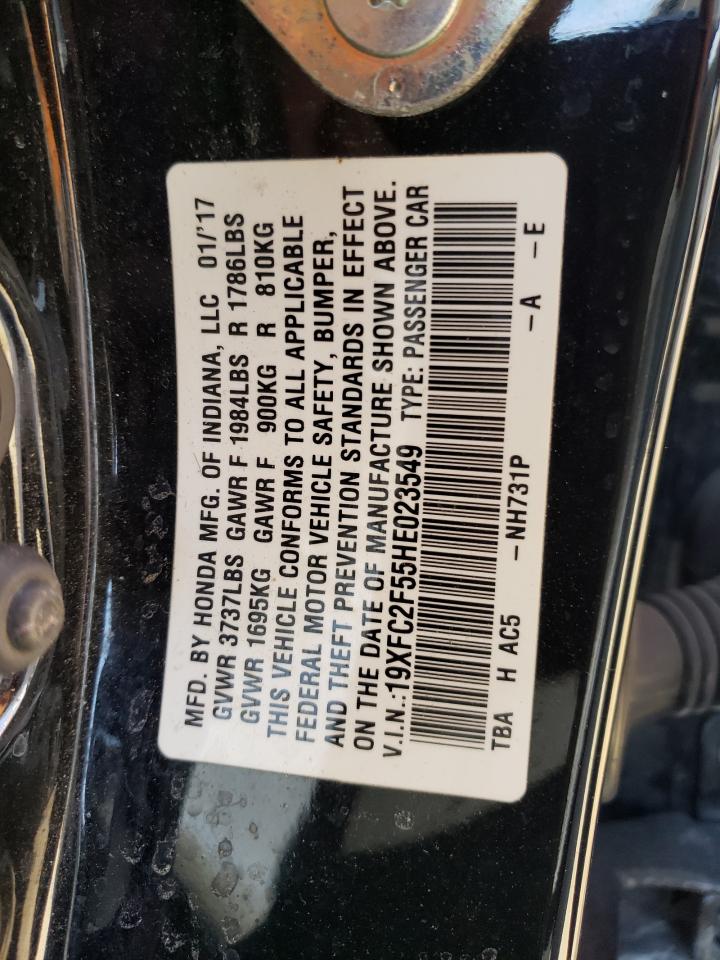 MFD. BY HONDA MFG. OF INDIANA, LLC 01/'17
GVWR 3737LBS GAWR F 1984LBS R 1786LBS
GVWR 1695KG GAWR F 900KG R 810KG
THIS VEHICLE CONFORMS TO ALL APPLICABLE
FEDERAL MOTOR VEHICLE SAFETY, BUMPER,
AND THEFT PREVENTION STANDARDS IN EFFECT
ON THE DATE OF MANUFACTURE SHOWN ABOVE.
V.I.N.:19XFC2F55HE023549 TYPE: PASSENGER CAR
TBA H AC5 -NH731P -A -E